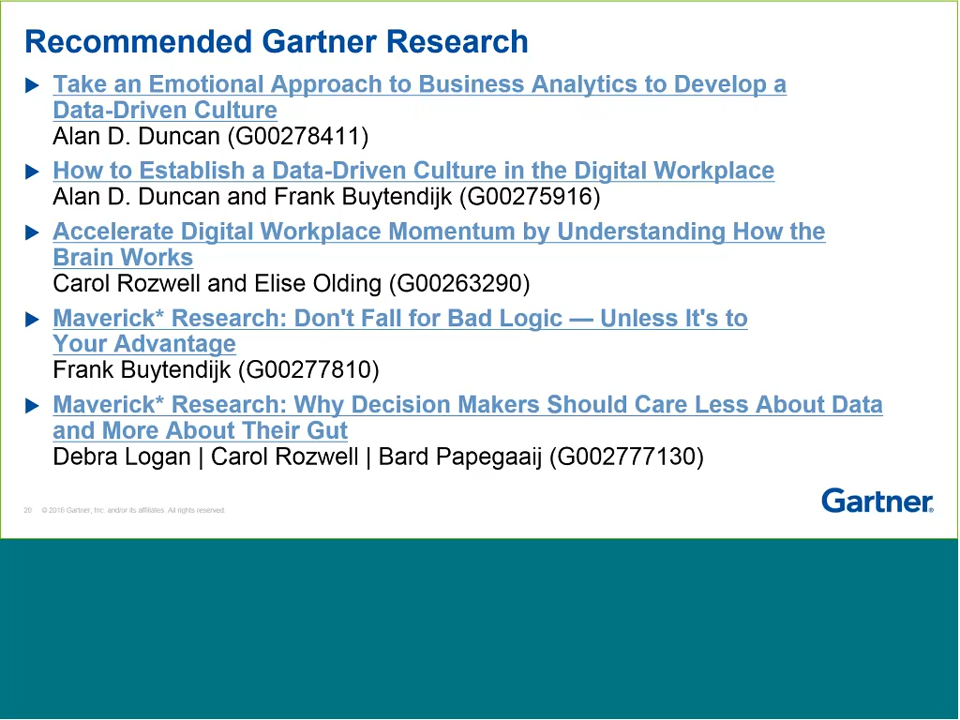 Recommended Gartner Research
Take an Emotional Approach to Business Analytics to Develop a
Data-Driven Culture
Alan D. Duncan (G00278411)
How to Establish a Data-Driven Culture in the Digital Workplace
Alan D. Duncan and Frank Buytendijk (G00275916)
Accelerate Digital Workplace Momentum by Understanding How the
Brain Works
Carol Rozwell and Elise Olding (G00263290)
Maverick* Research: Don't Fall for Bad Logic — Unless It's to
Your Advantage
Frank Buytendijk (G00277810)
Maverick* Research: Why Decision Makers Should Care Less About Data
and More About Their Gut
Debra Logan | Carol Rozwell | Bard Papegaaij (G002777130)
20 © 2016 Gartner, Inc. and/or its affiliates. All rights reserved.
Gartner®